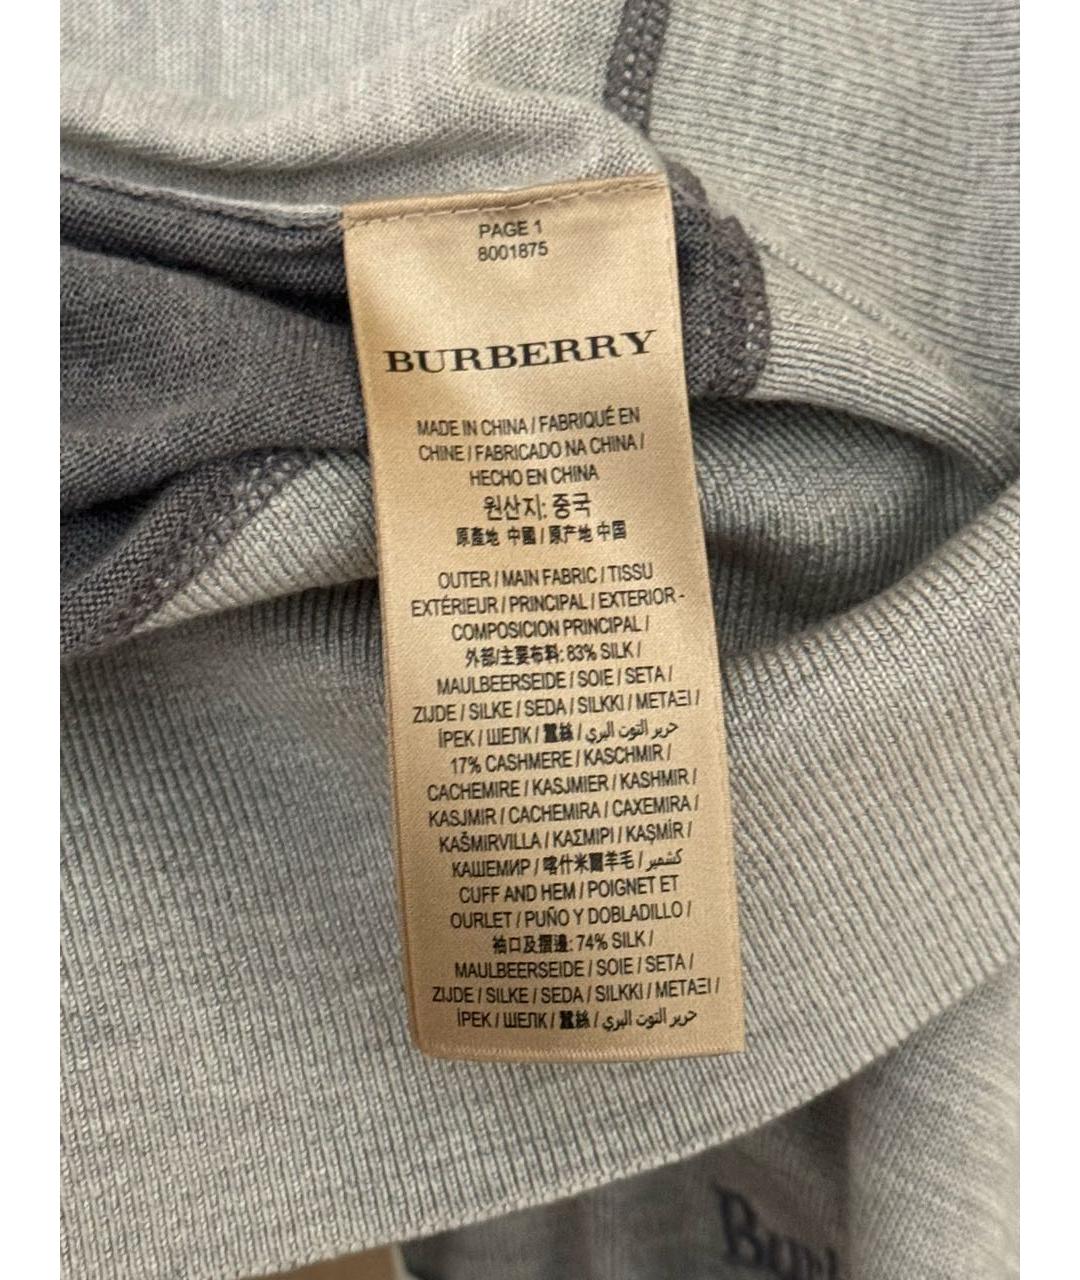 PAGE 1
8001875
BURBERRY
MADE IN CHINA / FABRIQUÉ EN
CHINE / FABRICADO NA CHINA /
HECHO EN CHINA
원산지: 중국
原產地 中國 / 原产地 中国
OUTER / MAIN FABRIC / TISSU
EXTÉRIEUR / PRINCIPAL / EXTERIOR -
COMPOSICION PRINCIPAL /
外部/主要布料: 83% SILK /
MAULBEERSEIDE / SOIE / SETA /
ZIJDE / SILKE / SEDA / SILKKI / ΜΕΤΑΞΙ /
İPEK / ШЕЛК / 蠶絲 / حرير التوت البري /
17% CASHMERE / KASCHMIR /
CACHEMIRE / KASJMIER / KASHMIR /
KASJMIR / CACHEMIRA / CAXEMIRA /
KAŠMIRVILLA / ΚΑΣΜΙΡΙ / KAŞMİR /
КАШЕМИР / 喀什米爾羊毛 / كشمير
CUFF AND HEM / POIGNET ET
OURLET / PUÑO Y DOBLADILLO /
袖口及摺邊: 74% SILK /
MAULBEERSEIDE / SOIE / SETA /
ZIJDE / SILKE / SEDA / SILKKI / ΜΕΤΑΞΙ /
İPEK / ШЕЛК / 蠶絲 / حرير التوت البري /